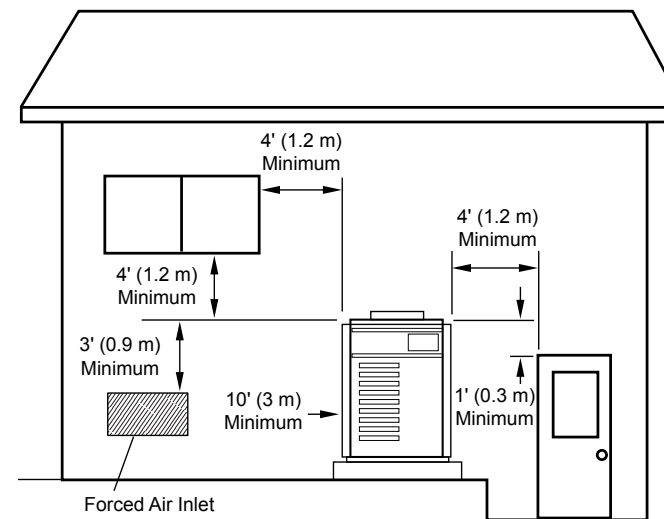 4' (1.2 m)
Minimum
4' (1.2 m)
Minimum
4' (1.2 m)
Minimum
3' (0.9 m)
Minimum
10' (3 m)
Minimum
1' (0.3 m)
Minimum
Forced Air Inlet